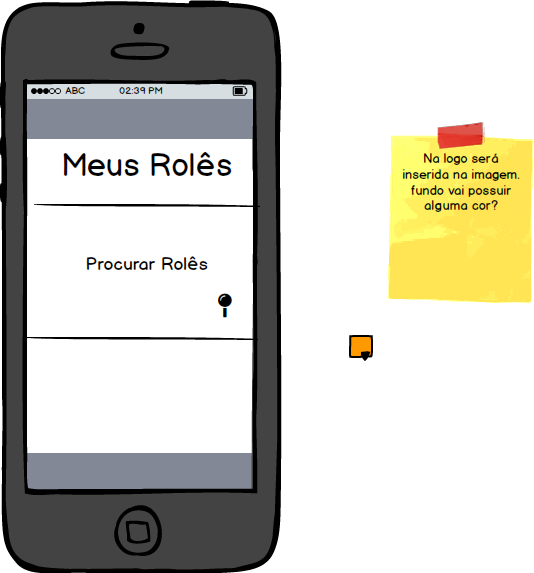 ABC 02:39 PM
Meus Rolês
Procurar Rolês
Na logo será
inserida na imagem.
fundo vai possuir
alguma cor?